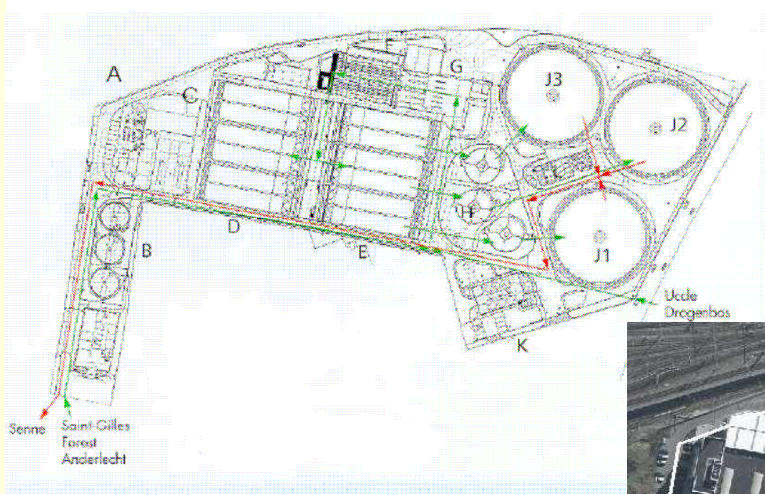 A
C
G
J3
J2
B
D
E
H
J1
K
Uccle
Drogenbos
Senne
Saint-Gilles
Forest
Anderlecht